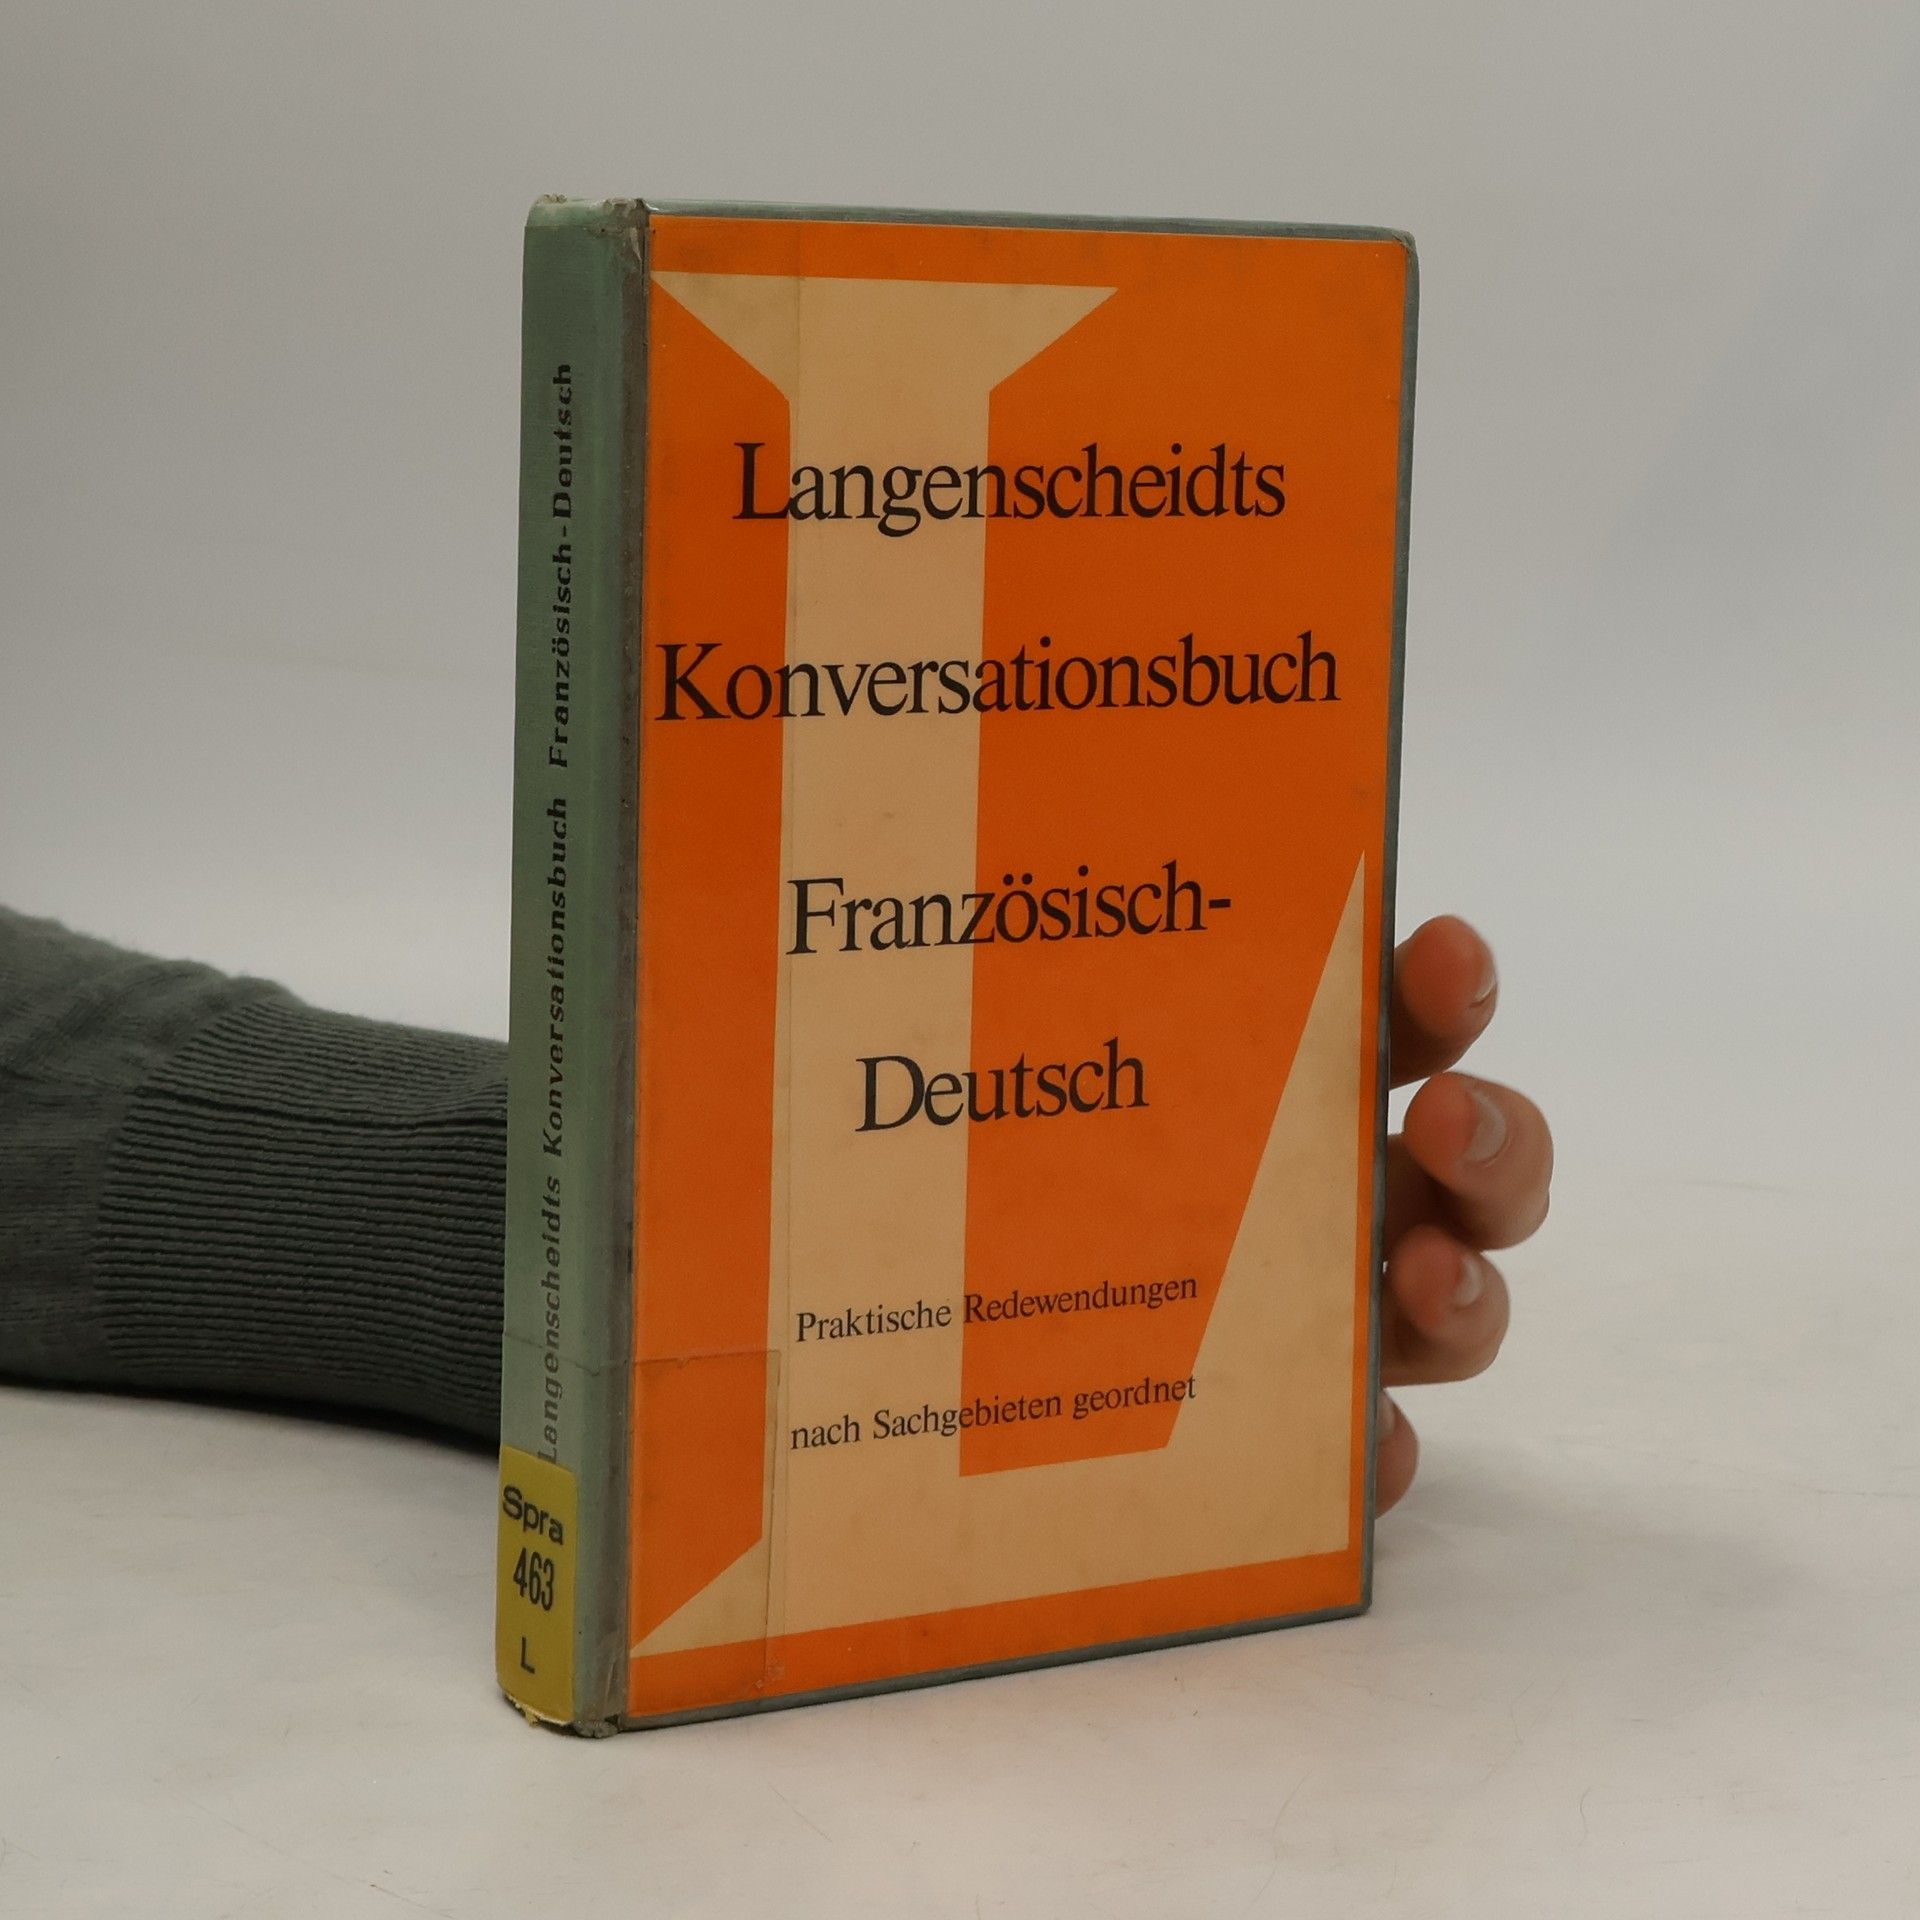 Langenscheidts Konversationsbuch Französisch-Deutsch
Spra
463
L
Langenscheidts
Konversationsbuch
Französisch-
Deutsch
Praktische Redewendungen
nach Sachgebieten geordnet